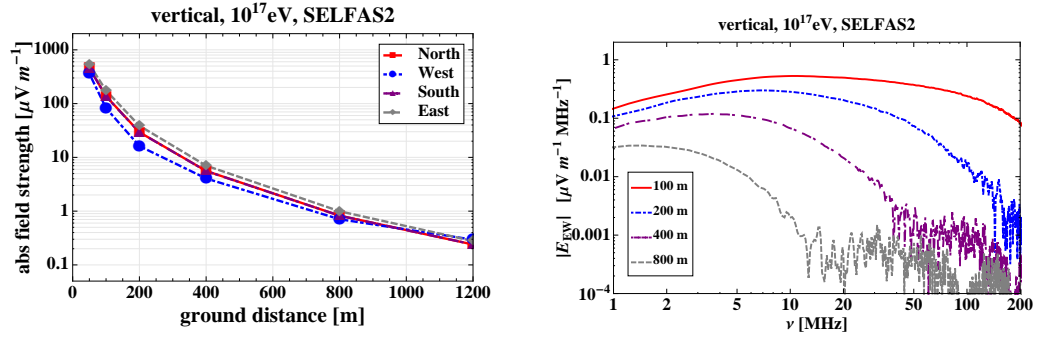 vertical, 10¹⁷eV, SELFAS2
abs field strength [μV m⁻¹]
1000
100
10
1
0.1
0 200 400 600 800 1000 1200
ground distance [m]
North
West
South
East
vertical, 10¹⁷eV, SELFAS2
|E_EW| [μV m⁻¹ MHz⁻¹]
1
0.1
0.01
0.001
10⁻⁴
1 2 5 10 20 50 100 200
ν [MHz]
100 m
200 m
400 m
800 m